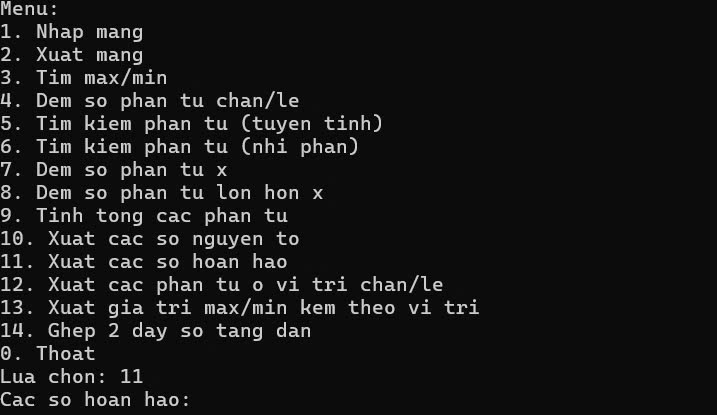 Menu:
1. Nhap mang
2. Xuat mang
3. Tim max/min
4. Dem so phan tu chan/le
5. Tim kiem phan tu (tuyen tinh)
6. Tim kiem phan tu (nhi phan)
7. Dem so phan tu x
8. Dem so phan tu lon hon x
9. Tinh tong cac phan tu
10. Xuat cac so nguyen to
11. Xuat cac so hoan hao
12. Xuat cac phan tu o vi tri chan/le
13. Xuat gia tri max/min kem theo vi tri
14. Ghep 2 day so tang dan
0. Thoat
Lua chon: 11
Cac so hoan hao: